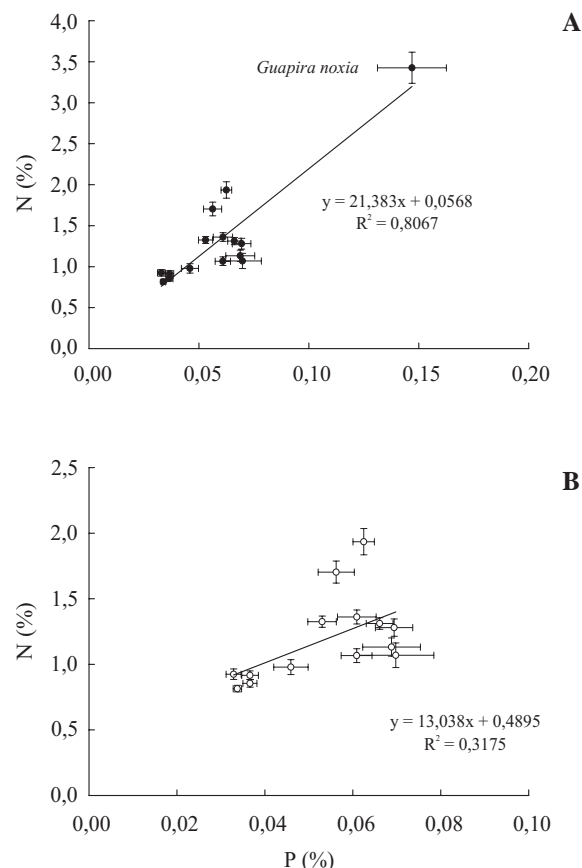 A
4,0
3,5
Guapira noxia
3,0
2,5
N (%)
2,0
y = 21,383x + 0,0568
R² = 0,8067
1,5
1,0
0,5
0,0
0,00 0,05 0,10 0,15 0,20
B
2,5
2,0
1,5
N (%)
1,0
y = 13,038x + 0,4895
R² = 0,3175
0,5
0,0
0,00 0,02 0,04 0,06 0,08 0,10
P (%)